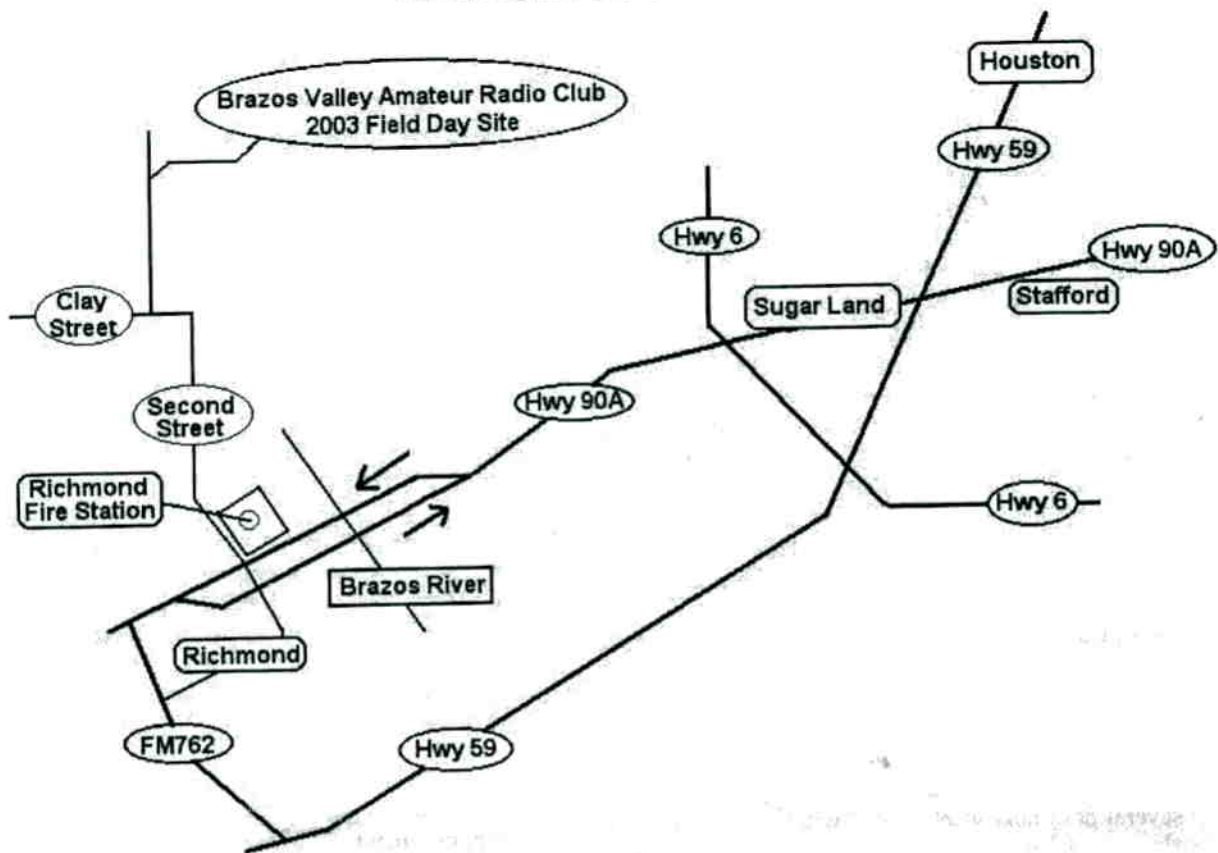 Houston
Brazos Valley Amateur Radio Club
2003 Field Day Site
Hwy 59
Hwy 6
Hwy 90A
Stafford
Sugar Land
Clay
Street
Hwy 90A
Second
Street
Richmond
Fire Station
Hwy 6
Brazos River
Richmond
FM762
Hwy 59